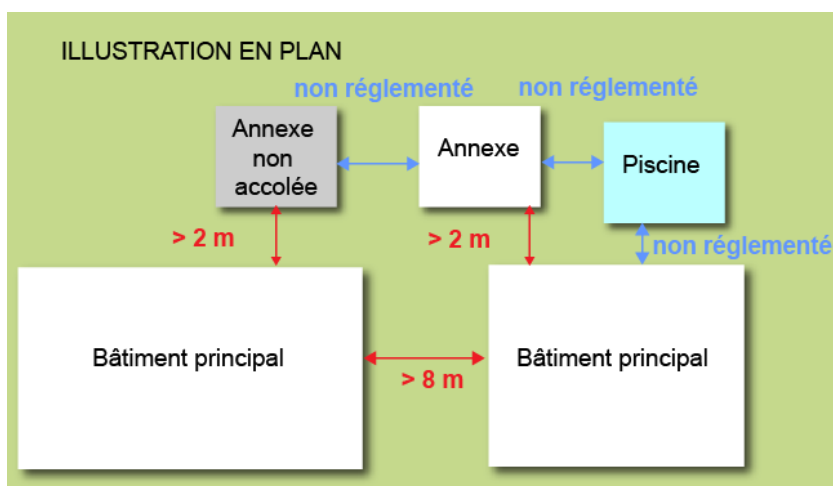 ILLUSTRATION EN PLAN
non réglementé
non réglementé
Annexe
non
accolée
Annexe
Piscine
> 2 m
> 2 m
non réglementé
Bâtiment principal
Bâtiment principal
> 8 m